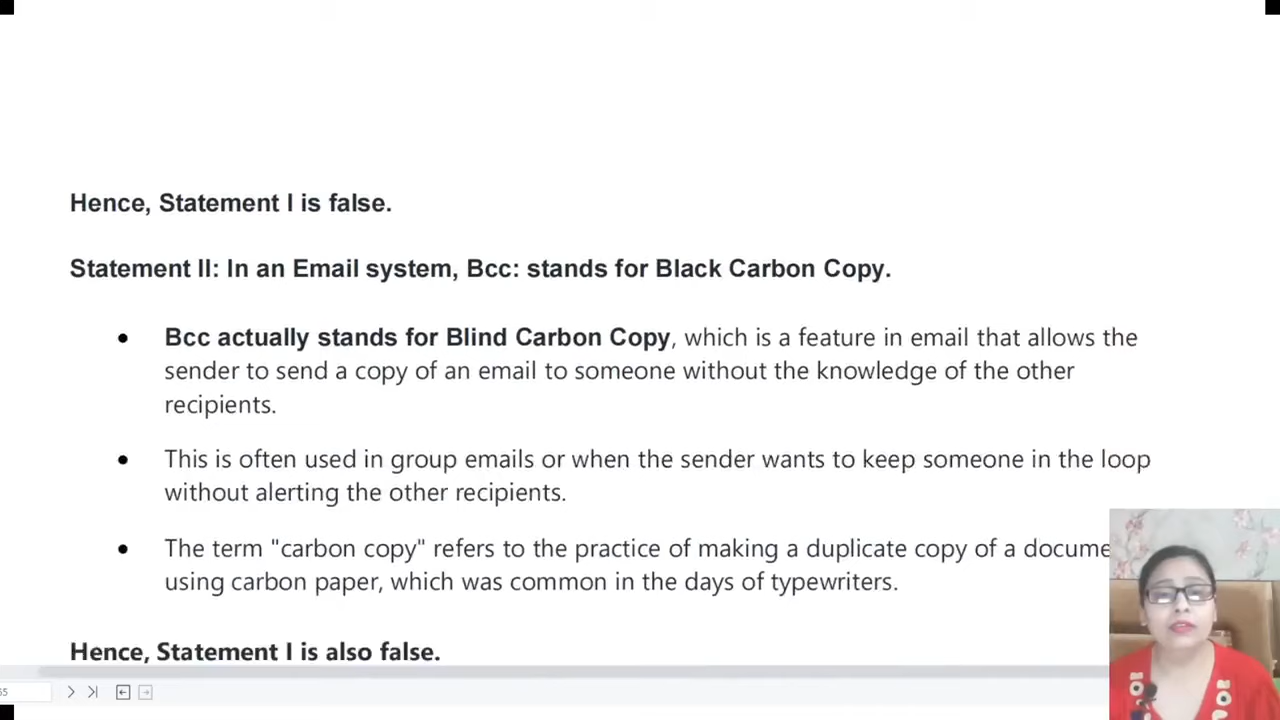 Hence, Statement I is false.
Statement II: In an Email system, Bcc: stands for Black Carbon Copy.
• Bcc actually stands for Blind Carbon Copy, which is a feature in email that allows the
sender to send a copy of an email to someone without the knowledge of the other
recipients.
• This is often used in group emails or when the sender wants to keep someone in the loop
without alerting the other recipients.
• The term "carbon copy" refers to the practice of making a duplicate copy of a docume
using carbon paper, which was common in the days of typewriters.
Hence, Statement I is also false.